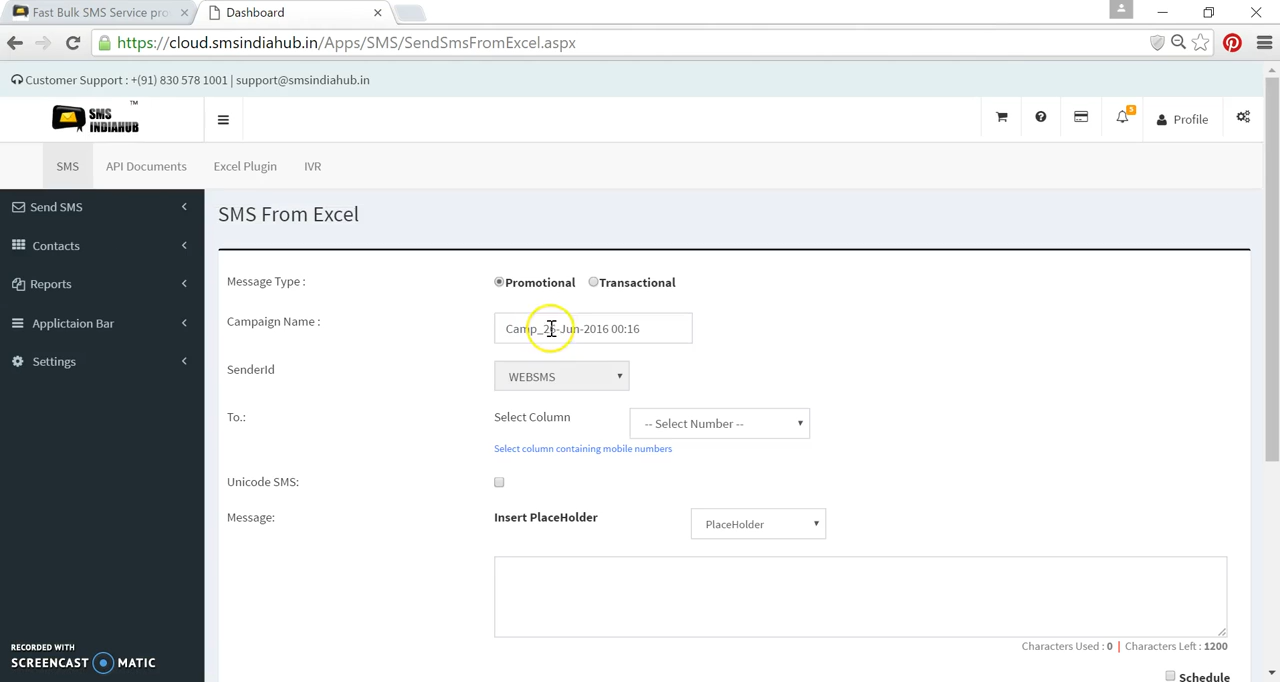 Fast Bulk SMS Service pro
Dashboard
https://cloud.smsindiahub.in/Apps/SMS/SendSmsFromExcel.aspx
Customer Support : +(91) 830 578 1001 | support@smsindiahub.in
SMS INDIAHUB TM
3
Profile
SMS
API Documents
Excel Plugin
IVR
Send SMS
Contacts
Reports
Applictaion Bar
Settings
SMS From Excel
Message Type :
Promotional
Transactional
Campaign Name :
Camp_26-Jun-2016 00:16
SenderId
WEBSMS
To.:
Select Column
-- Select Number --
Select column containing mobile numbers
Unicode SMS:
Message:
Insert PlaceHolder
PlaceHolder
Characters Used : 0 | Characters Left : 1200
Schedule
RECORDED WITH
SCREENCAST MATIC